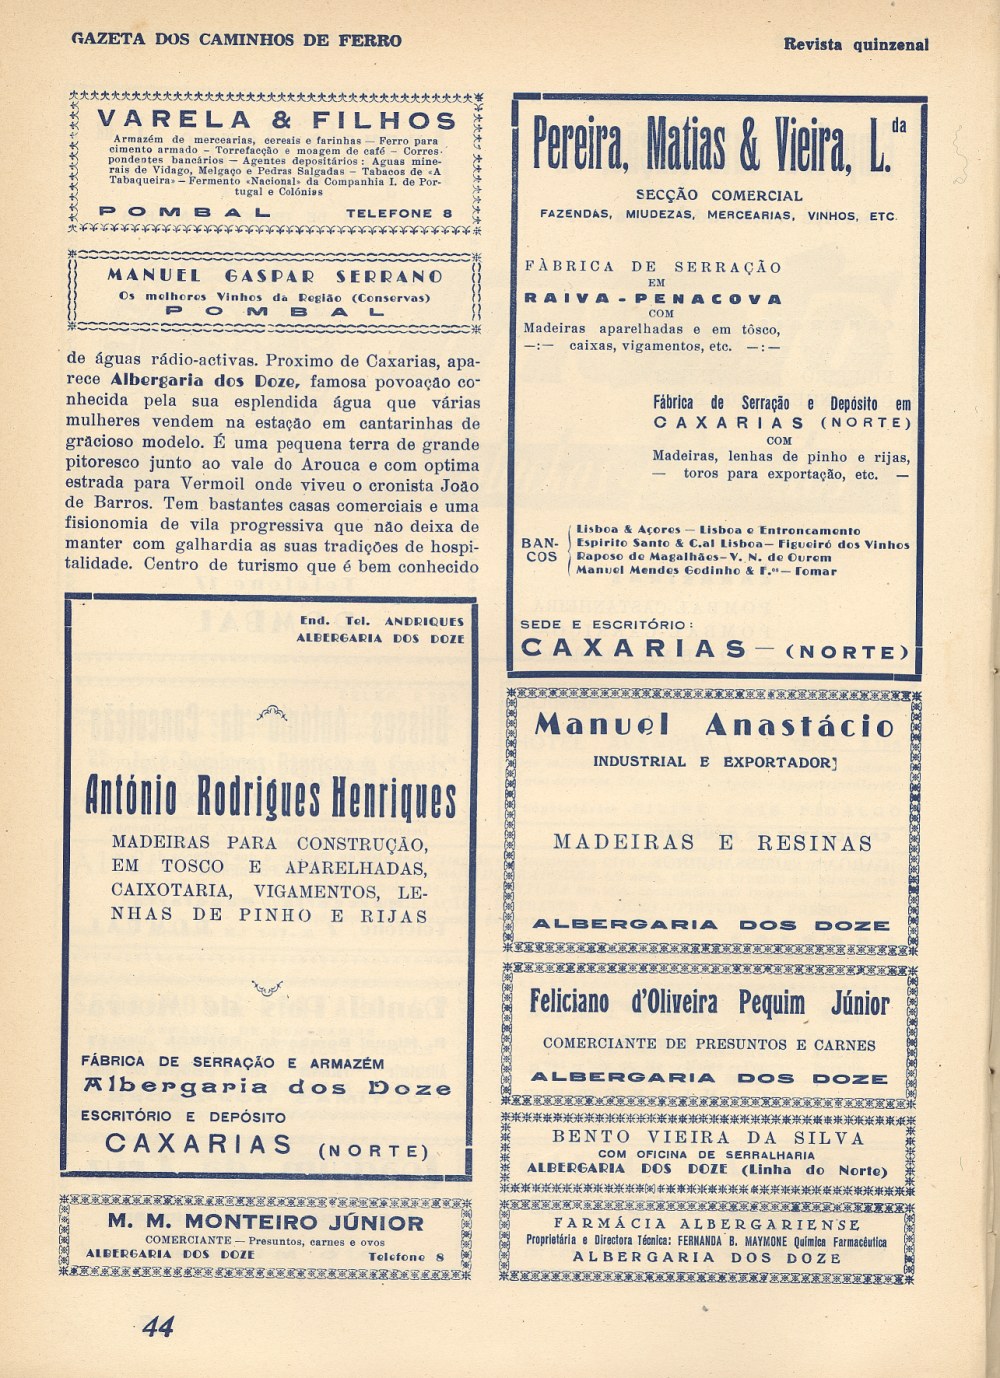 GAZETA DOS CAMINHOS DE FERRO
Revista quinzenal
VARELA & FILHOS
Armazém de mercearias, cereais e farinhas — Ferro para
cimento armado — Torrefacção e moagem de café — Corres-
pondentes bancários — Agentes depositários: Aguas mine-
rais de Vidago, Melgaço e Pedras Salgadas — Tabacos de «A
Tabaqueira» — Fermento «Nacional» da Companhia I. de Por-
tugal e Colónias
POMBAL TELEFONE 8
MANUEL GASPAR SERRANO
Os melhores Vinhos da Região (Conservas)
POMBAL
de águas rádio-activas. Proximo de Caxarias, apa-
rece Albergaria dos Doze, famosa povoação co-
nhecida pela sua esplendida água que várias
mulheres vendem na estação em cantarinhas de
grácioso modelo. É uma pequena terra de grande
pitoresco junto ao vale do Arouca e com optima
estrada para Vermoil onde viveu o cronista João
de Barros. Tem bastantes casas comerciais e uma
fisionomia de vila progressiva que não deixa de
manter com galhardia as suas tradições de hospi-
talidade. Centro de turismo que é bem conhecido
End. Tel. ANDRIQUES
ALBERGARIA DOS DOZE
António Rodrigues Henriques
MADEIRAS PARA CONSTRUÇÃO,
EM TOSCO E APARELHADAS,
CAIXOTARIA, VIGAMENTOS, LE-
NHAS DE PINHO E RIJAS
FÁBRICA DE SERRAÇÃO E ARMAZÉM
Albergaria dos Doze
ESCRITÓRIO E DEPÓSITO
CAXARIAS (NORTE)
M. M. MONTEIRO JÚNIOR
COMERCIANTE — Presuntos, carnes e ovos
ALBERGARIA DOS DOZE Telefone 8
Pereira, Matias & Vieira, L.da
SECÇÃO COMERCIAL
FAZENDAS, MIUDEZAS, MERCEARIAS, VINHOS, ETC.
FÀBRICA DE SERRAÇÃO
EM
RAIVA-PENACOVA
COM
Madeiras aparelhadas e em tôsco,
—:— caixas, vigamentos, etc. —:—
Fábrica de Serração e Depósito em
CAXARIAS (NORTE)
COM
Madeiras, lenhas de pinho e rijas,
— toros para exportação, etc. —
BAN-
COS
Lisboa & Açores — Lisboa e Entroncamento
Espirito Santo & C.al Lisboa — Figueiró dos Vinhos
Raposo de Magalhães — V. N. de Ourem
Manuel Mendes Godinho & F.os — Tomar
SEDE E ESCRITÓRIO:
CAXARIAS — (NORTE)
Manuel Anastácio
INDUSTRIAL E EXPORTADOR]
MADEIRAS E RESINAS
ALBERGARIA DOS DOZE
Feliciano d'Oliveira Pequim Júnior
COMERCIANTE DE PRESUNTOS E CARNES
ALBERGARIA DOS DOZE
BENTO VIEIRA DA SILVA
COM OFICINA DE SERRALHARIA
ALBERGARIA DOS DOZE (Linha do Norte)
FARMÁCIA ALBERGARIENSE
Propriétária e Directora Técnica: FERNANDA B. MAYMONE Química Farmacêutica
ALBERGARIA DOS DOZE
44